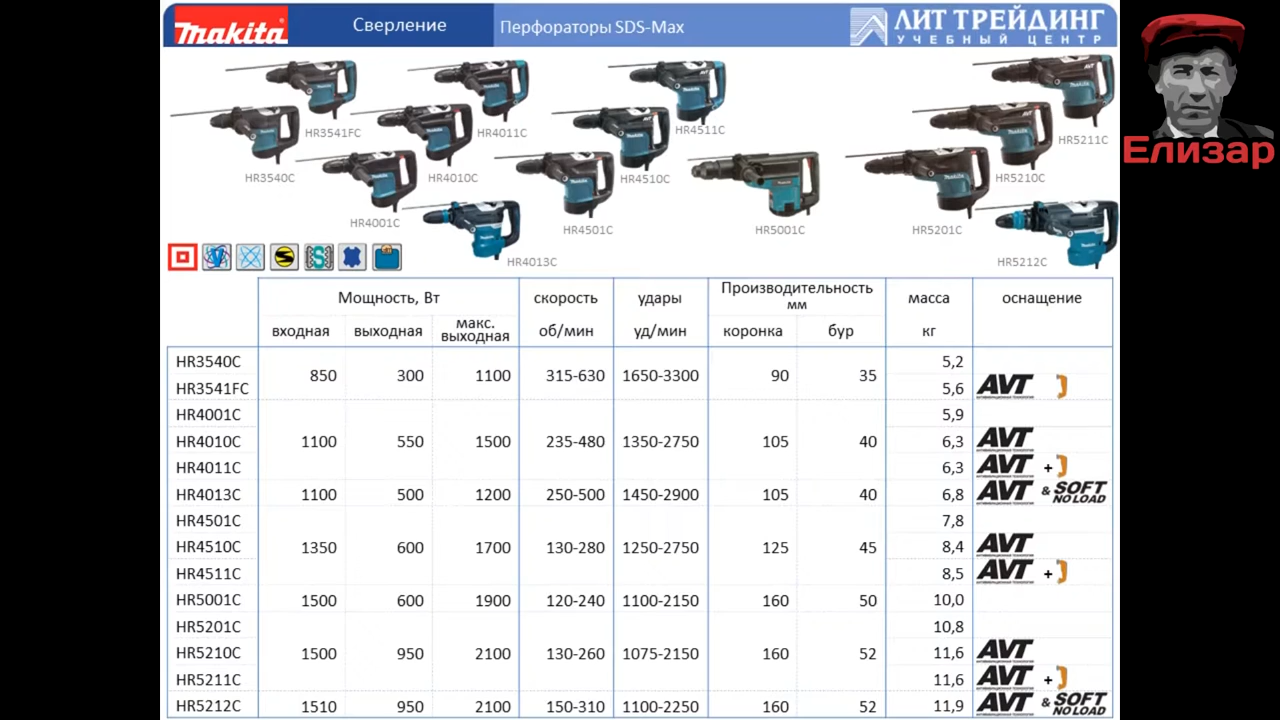 Makita
Сверление
Перфораторы SDS-Max
ЛИТ ТРЕЙДИНГ
УЧЕБНЫЙ ЦЕНТР
Елизар
HR3541FC
HR4011C
HR4511C
HR5211C
HR3540C
HR4010C
HR4510C
HR5210C
HR4001C
HR4501C
HR5001C
HR5201C
HR4013C
HR5212C
Мощность, Вт скорость удары Производительность мм масса оснащение
входная выходная макс. выходная об/мин уд/мин коронка бур кг
HR3540C 5,2
850 300 1100 315-630 1650-3300 90 35
HR3541FC 5,6 AVT
HR4001C 5,9
HR4010C 1100 550 1500 235-480 1350-2750 105 40 6,3 AVT
HR4011C 6,3 AVT +
HR4013C 1100 500 1200 250-500 1450-2900 105 40 6,8 AVT & SOFT NO LOAD
HR4501C 7,8
HR4510C 1350 600 1700 130-280 1250-2750 125 45 8,4 AVT
HR4511C 8,5 AVT +
HR5001C 1500 600 1900 120-240 1100-2150 160 50 10,0
HR5201C 10,8
HR5210C 1500 950 2100 130-260 1075-2150 160 52 11,6 AVT
HR5211C 11,6 AVT +
HR5212C 1510 950 2100 150-310 1100-2250 160 52 11,9 AVT & SOFT NO LOAD